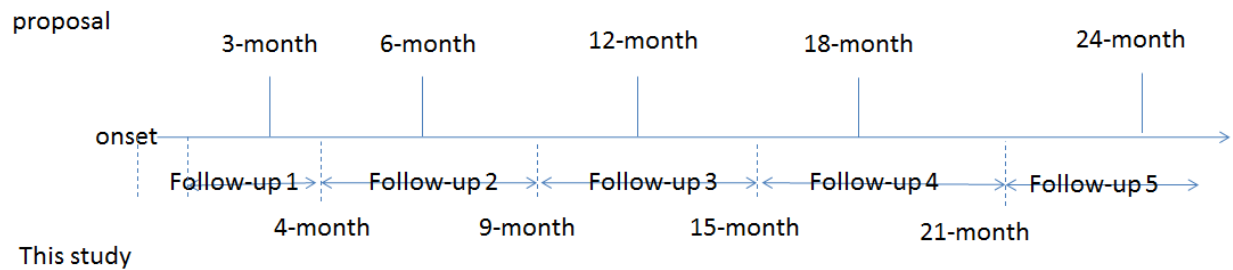 proposal
3-month 6-month 12-month 18-month 24-month
onset
Follow-up 1 Follow-up 2 Follow-up 3 Follow-up 4 Follow-up 5
4-month 9-month 15-month 21-month
This study